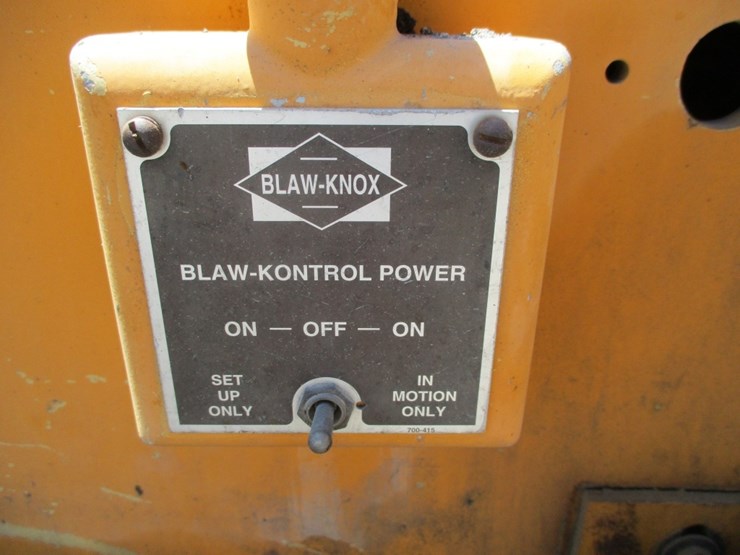 BLAW-KNOX
BLAW-KONTROL POWER
ON — OFF — ON
SET
UP
ONLY
IN
MOTION
ONLY
700-415